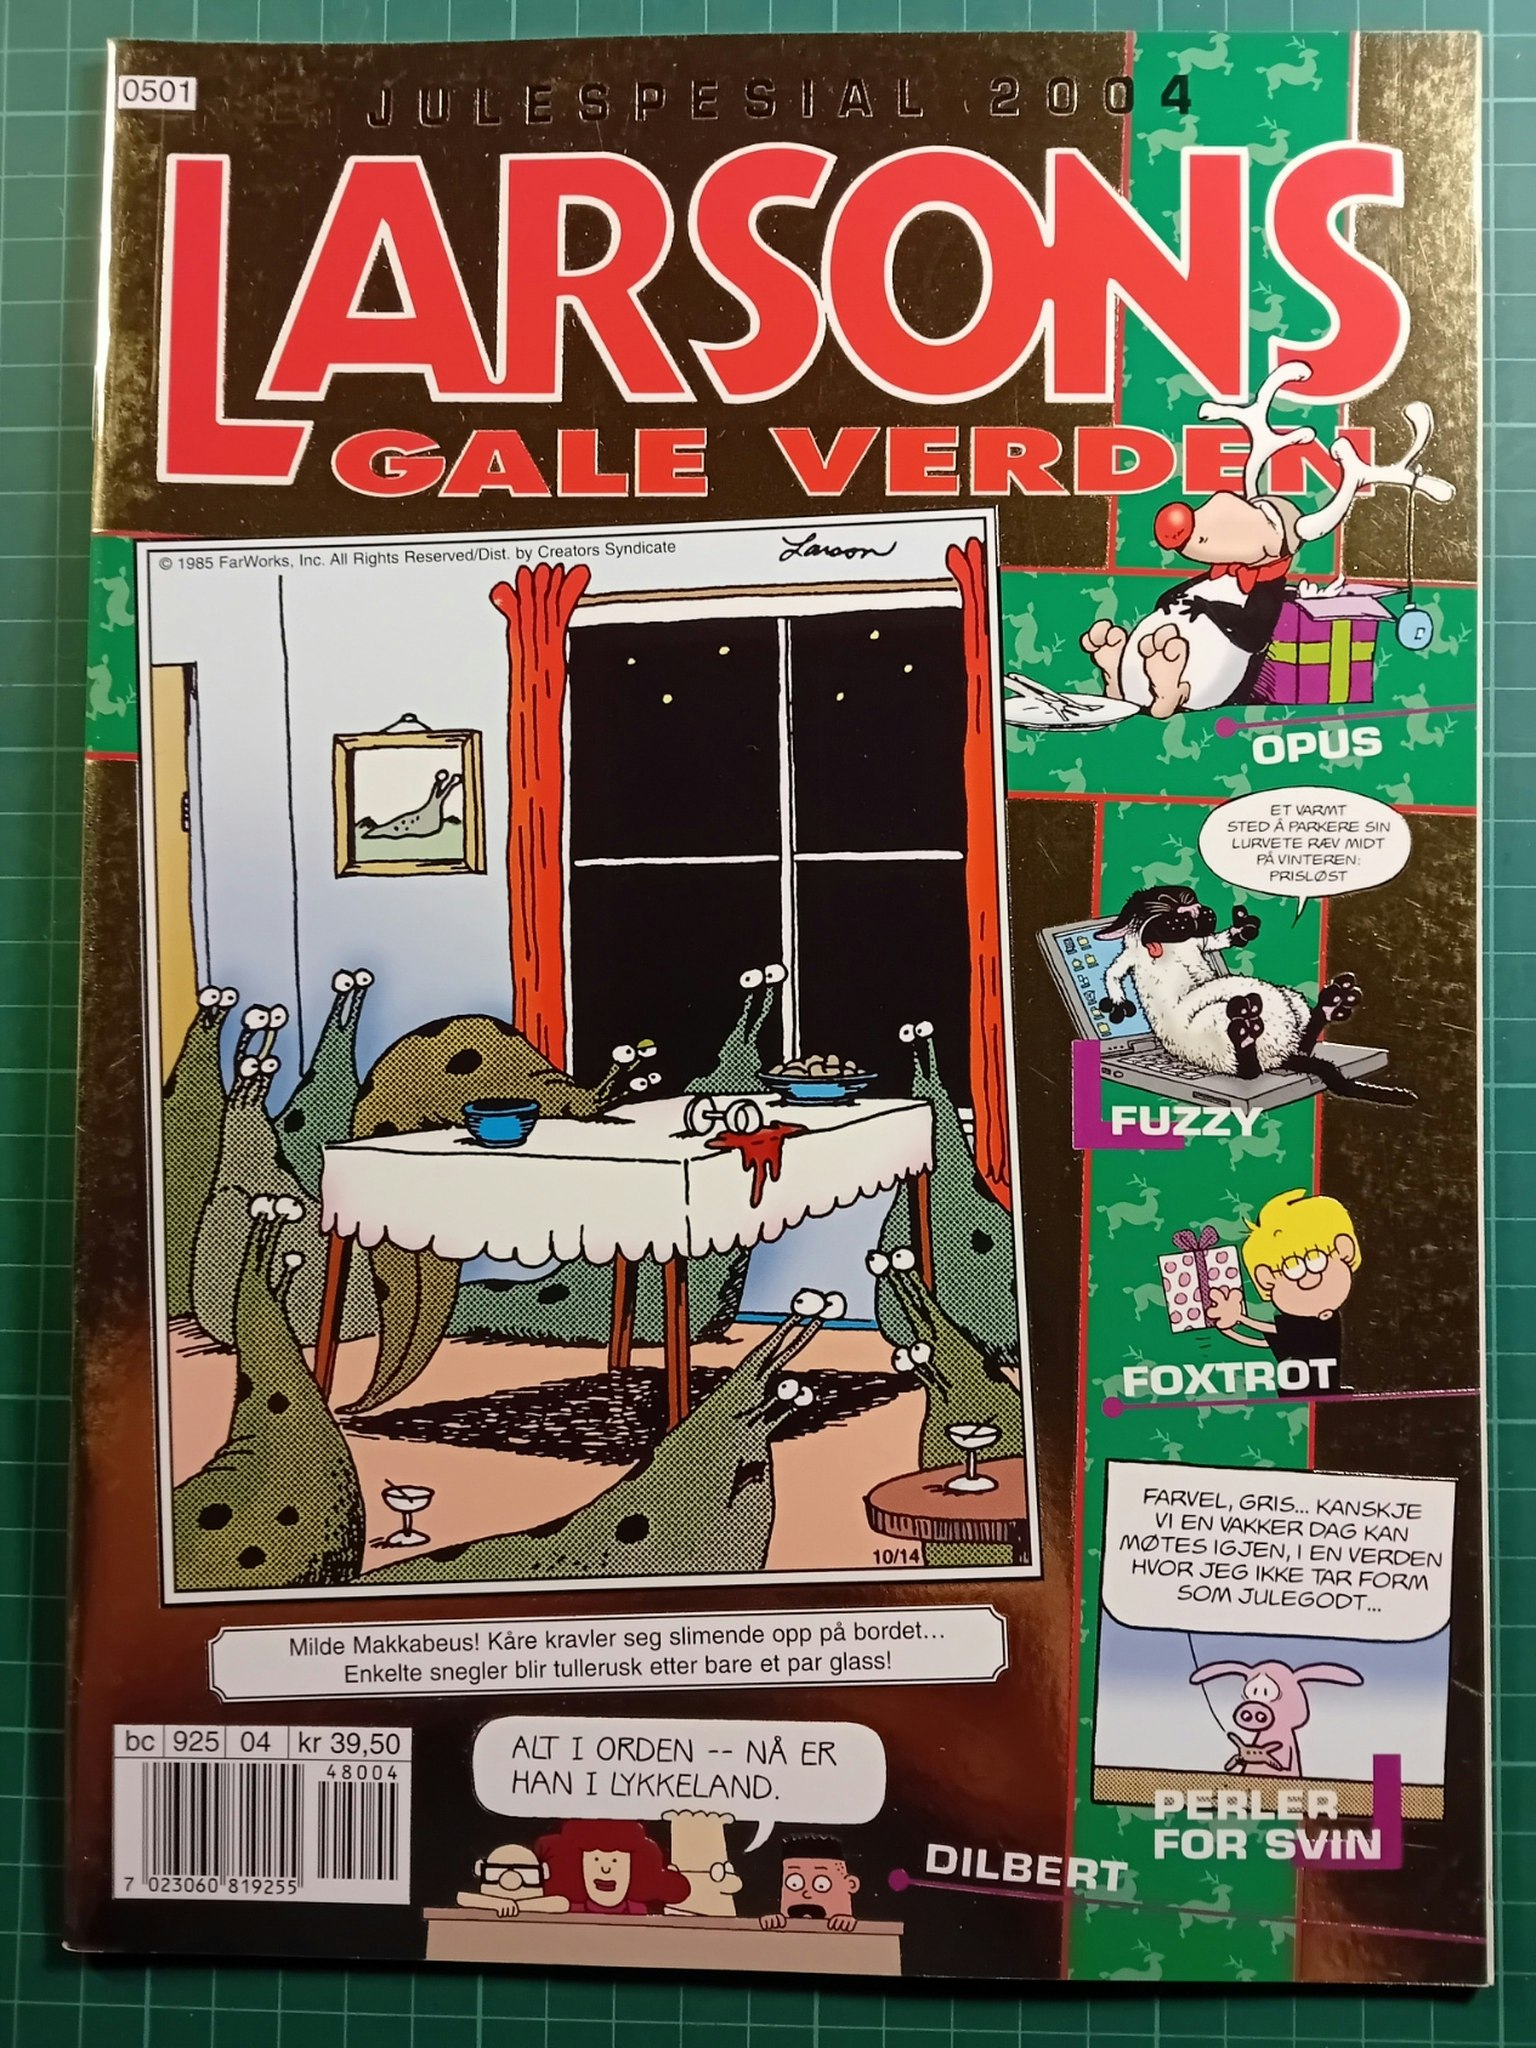 0501
JULESPESIAL 2004
LARSONS
GALE VERDEN
© 1985 FarWorks, Inc. All Rights Reserved/Dist. by Creators Syndicate
Larson
OPUS
ET VARMT
STED Å PARKERE SIN
LURVETE RÆV MIDT
PÅ VINTEREN:
PRISLØST
FUZZY
FOXTROT
FARVEL, GRIS... KANSKJE
VI EN VAKKER DAG KAN
MØTES IGJEN, I EN VERDEN
HVOR JEG IKKE TAR FORM
SOM JULEGODT...
PERLER
FOR SVIN
10/14
Milde Makkabeus! Kåre kravler seg slimende opp på bordet...
Enkelte snegler blir tullerusk etter bare et par glass!
bc 925 04 kr 39,50
48004
7 023060 819255
ALT I ORDEN -- NÅ ER
HAN I LYKKELAND.
DILBERT